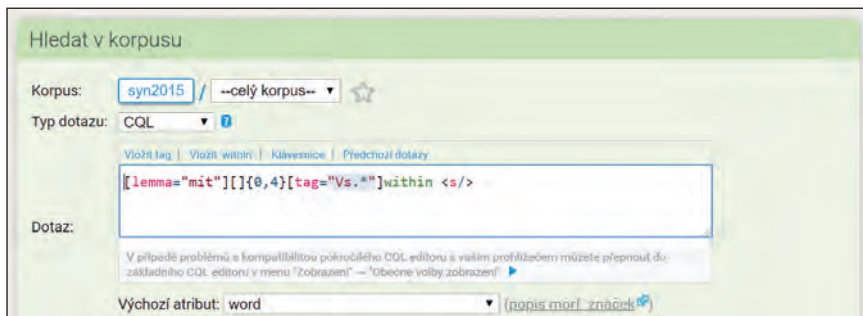 Hledat v korpusu
Korpus: syn2015 / --celý korpus--
Typ dotazu: CQL ?
Vložit tag | Vložit within | Klávesnice | Předchozí dotazy
[lemma="mít"][]{0,4}[tag="Vs.*"]within <s/>
Dotaz:
V případě problémů s kompatibilitou pokročilého CQL editoru s vaším prohlížečem můžete přepnout do
základního CQL editoru v menu "Zobrazení" → "Obecné volby zobrazení"
Výchozí atribut: word (popis morf. značek)